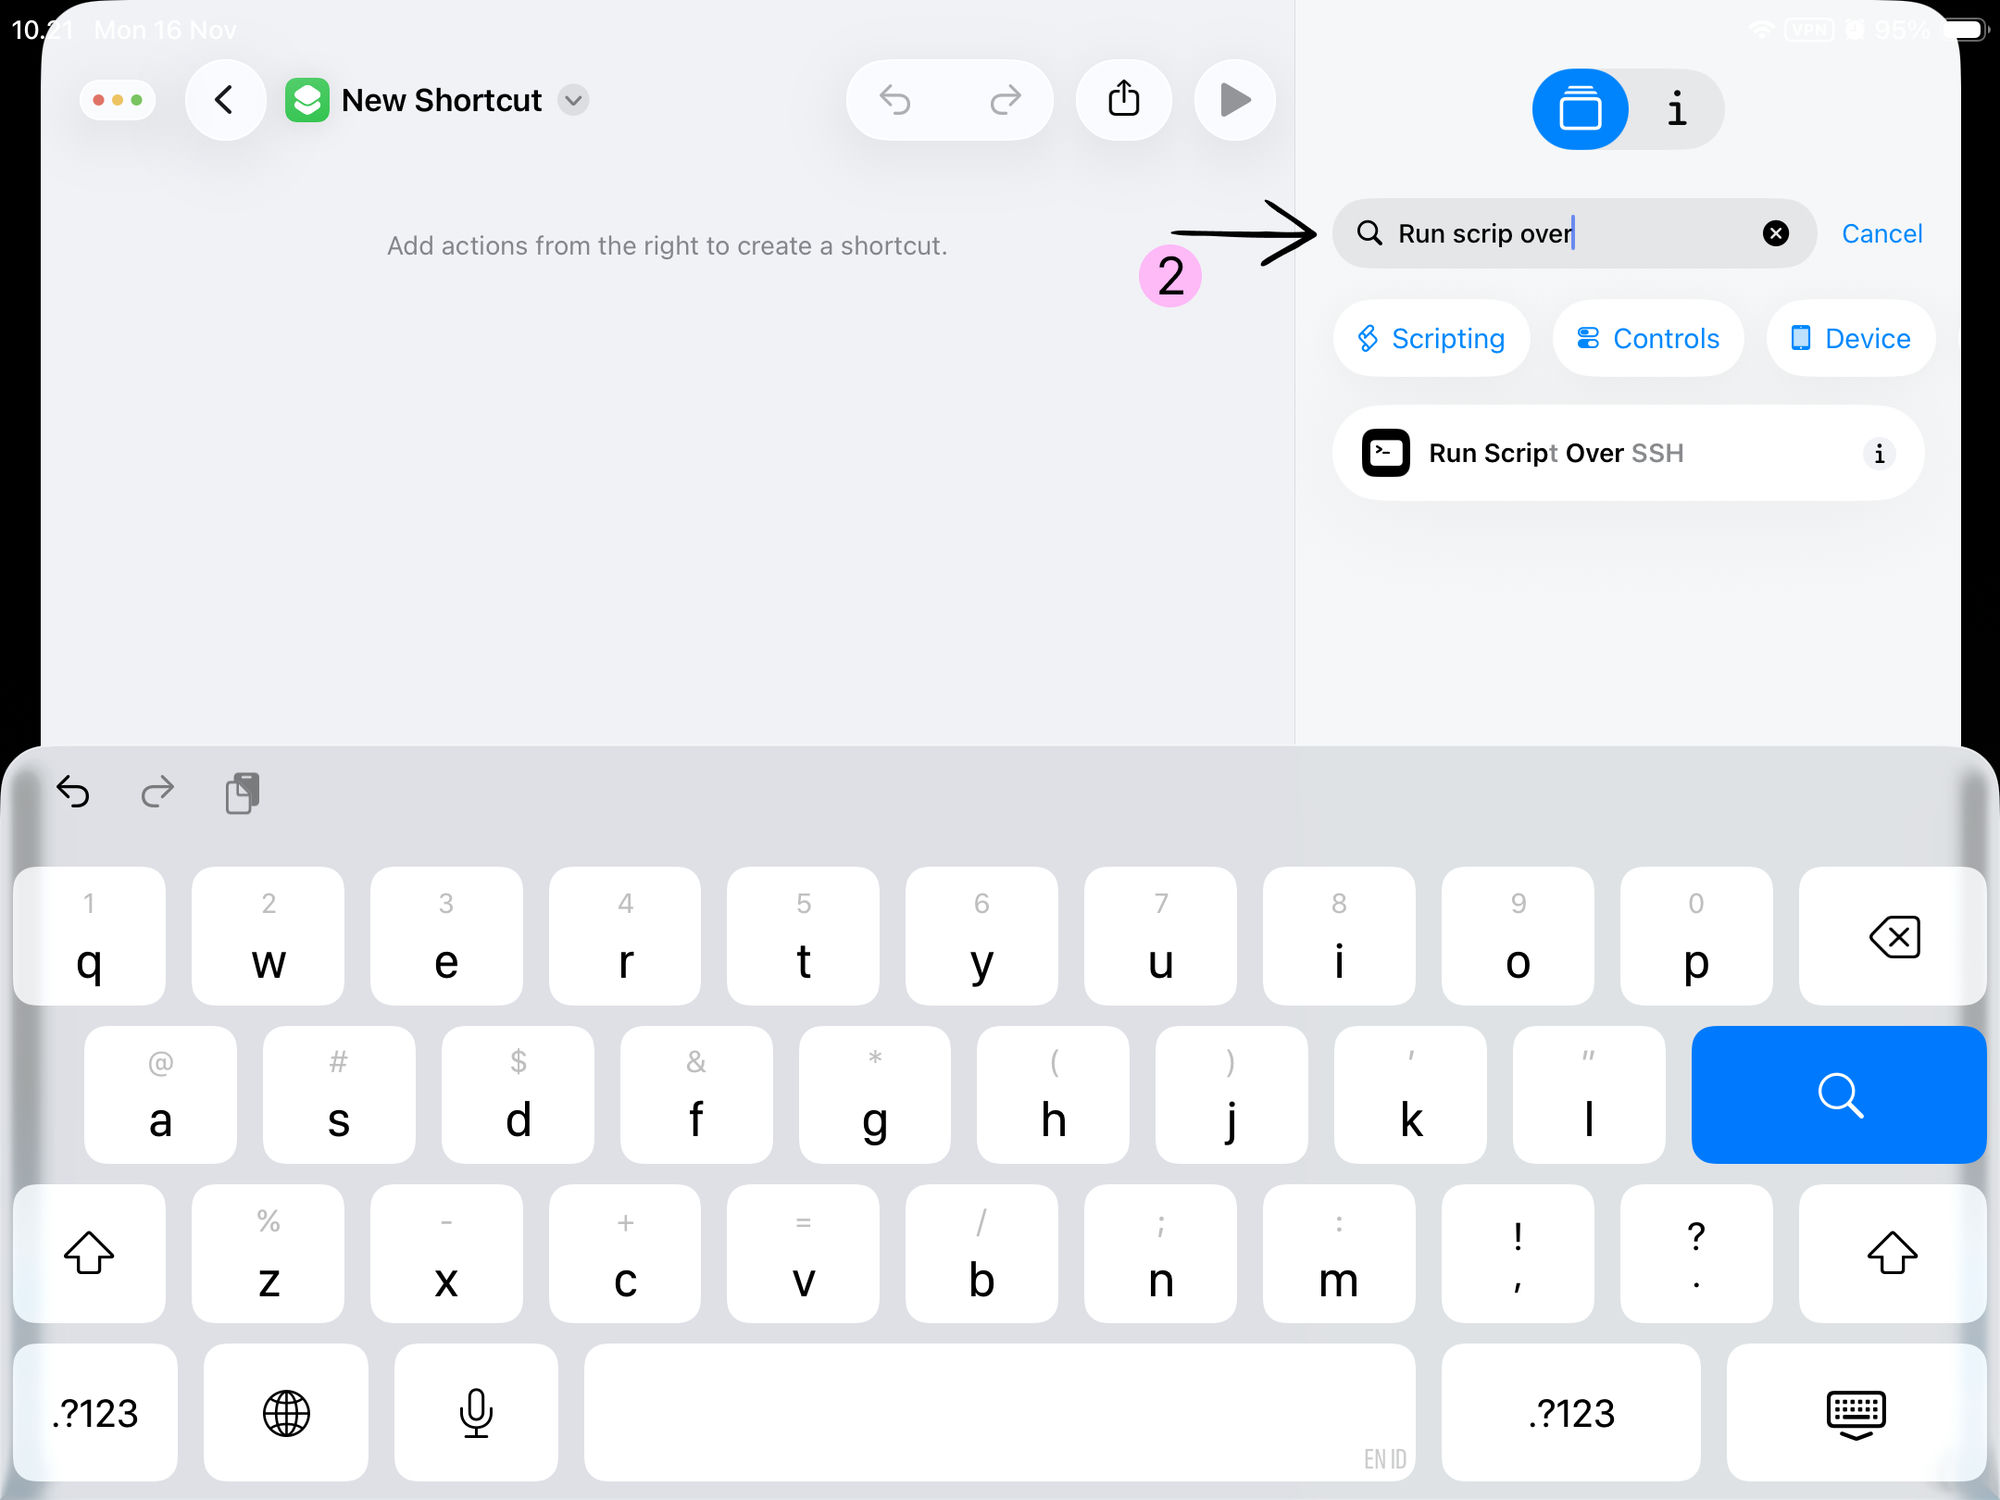 10.21 Mon 16 Nov
VPN 95%
New Shortcut
i
Add actions from the right to create a shortcut.
2
Run scrip over
Cancel
Scripting
Controls
Device
Run Script Over SSH
i
1 2 3 4 5 6 7 8 9 0
q w e r t y u i o p
@ # $ & * ( ) ' "
a s d f g h j k l
% - + = / ; : ! ?
z x c v b n m , .
.?123
EN ID
.?123